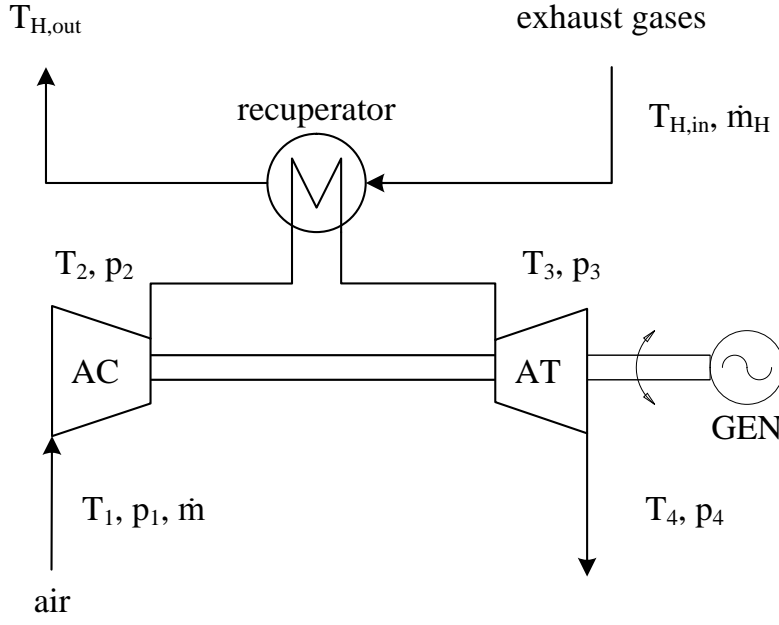 T_H,out
exhaust gases
recuperator
T_H,in, ṁ_H
T₂, p₂
T₃, p₃
AC
AT
GEN
T₁, p₁, ṁ
T₄, p₄
air